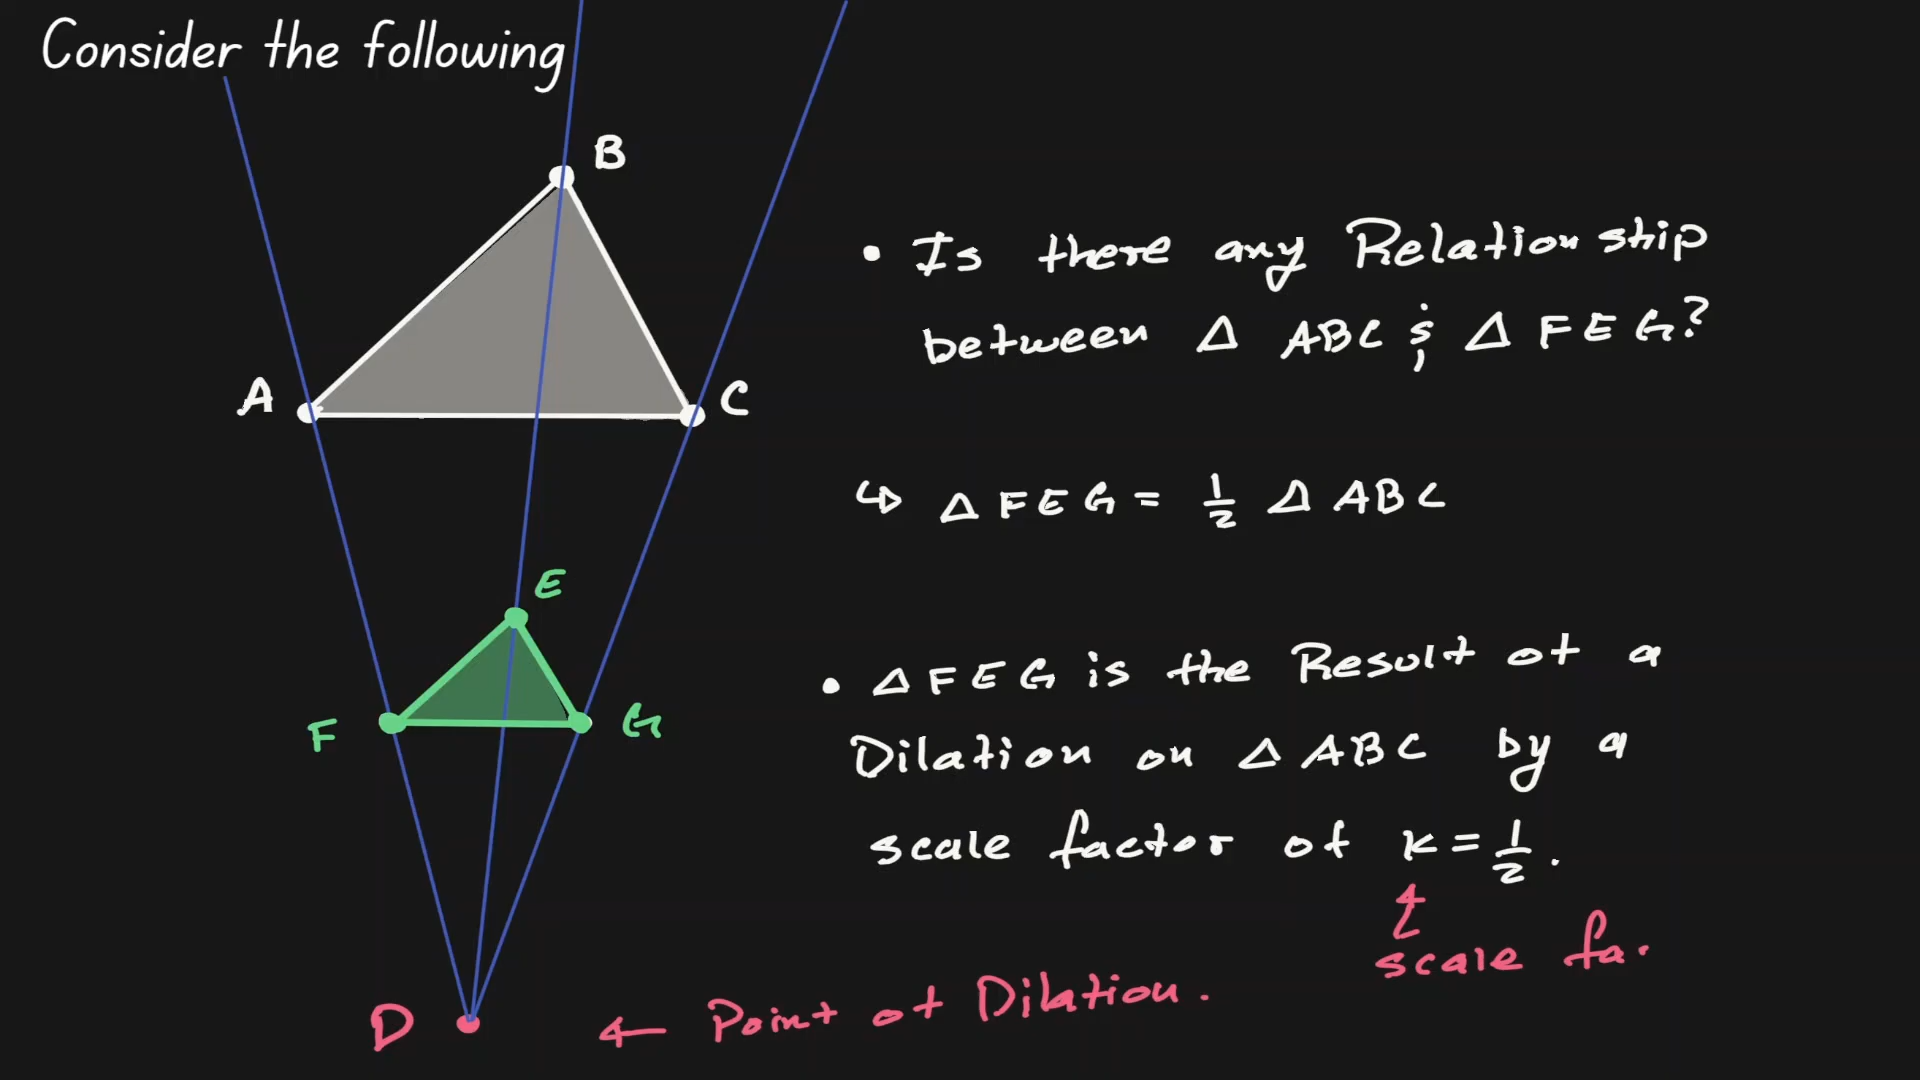 Consider the following
B
• Is there any Relationship
between Δ ABC & Δ FEG?
A
C
↪ Δ FEG = 1/2 Δ ABC
E
• Δ FEG is the Result of a
F
G
Dilation on Δ ABC by a
scale factor of k = 1/2.
scale fa.
D
← Point of Dilation.